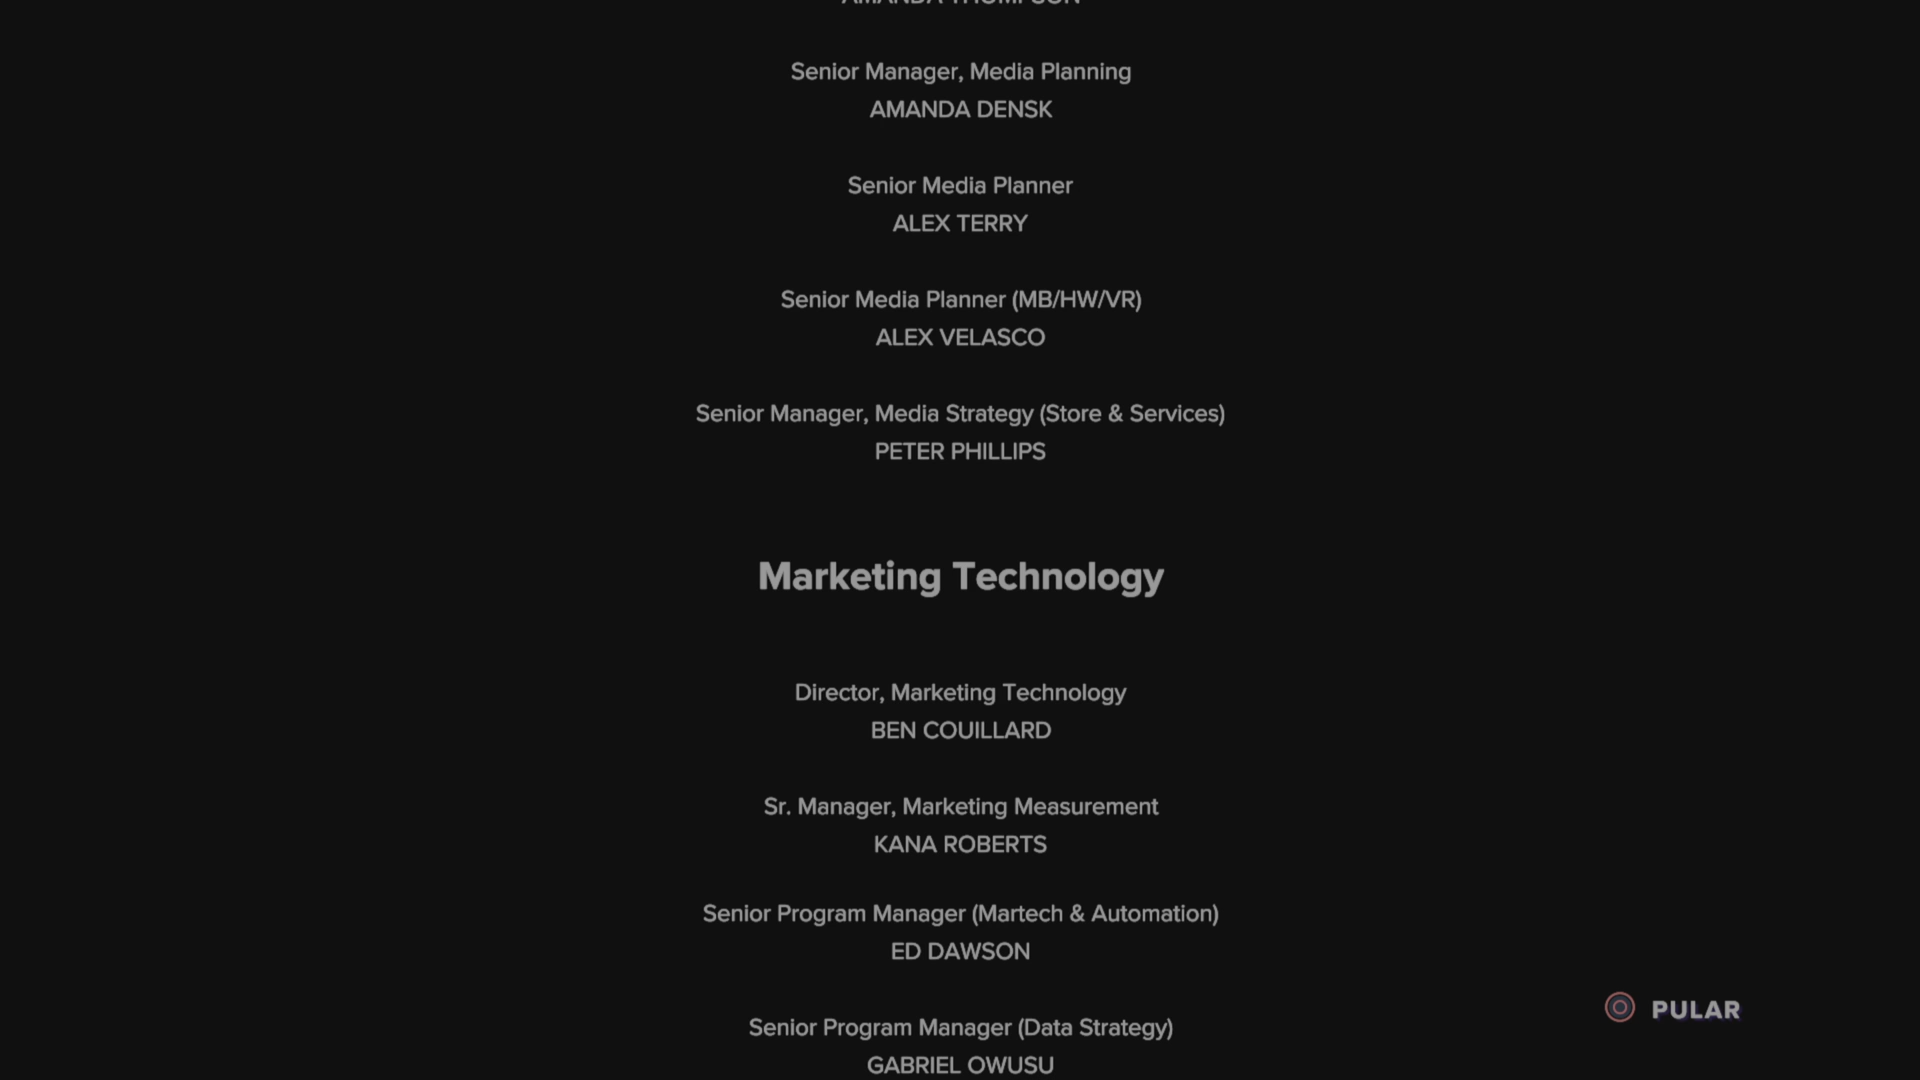 AMANDA THOMPSON
Senior Manager, Media Planning
AMANDA DENSK
Senior Media Planner
ALEX TERRY
Senior Media Planner (MB/HW/VR)
ALEX VELASCO
Senior Manager, Media Strategy (Store & Services)
PETER PHILLIPS
Marketing Technology
Director, Marketing Technology
BEN COUILLARD
Sr. Manager, Marketing Measurement
KANA ROBERTS
Senior Program Manager (Martech & Automation)
ED DAWSON
Senior Program Manager (Data Strategy)
GABRIEL OWUSU
PULAR